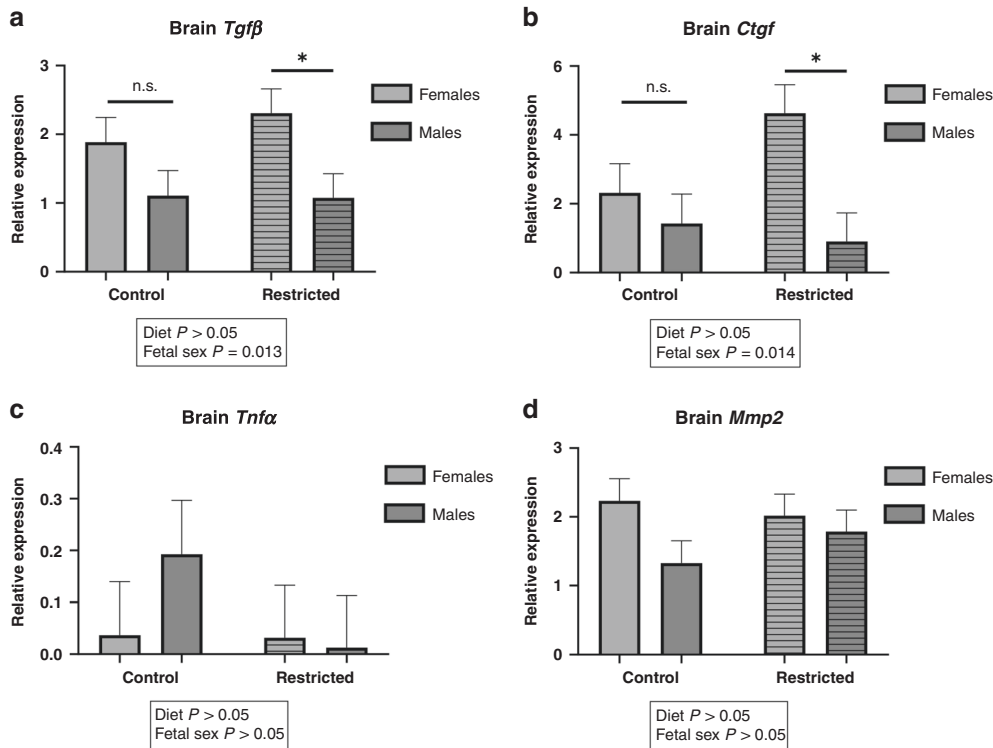 a
Brain Tgfβ
Relative expression
3
2
1
0
n.s.
*
Females
Males
Control
Restricted
Diet P > 0.05
Fetal sex P = 0.013
b
Brain Ctgf
Relative expression
6
4
2
0
n.s.
*
Females
Males
Control
Restricted
Diet P > 0.05
Fetal sex P = 0.014
c
Brain Tnfα
Relative expression
0.4
0.3
0.2
0.1
0.0
Females
Males
Control
Restricted
Diet P > 0.05
Fetal sex P > 0.05
d
Brain Mmp2
Relative expression
3
2
1
0
Females
Males
Control
Restricted
Diet P > 0.05
Fetal sex P > 0.05